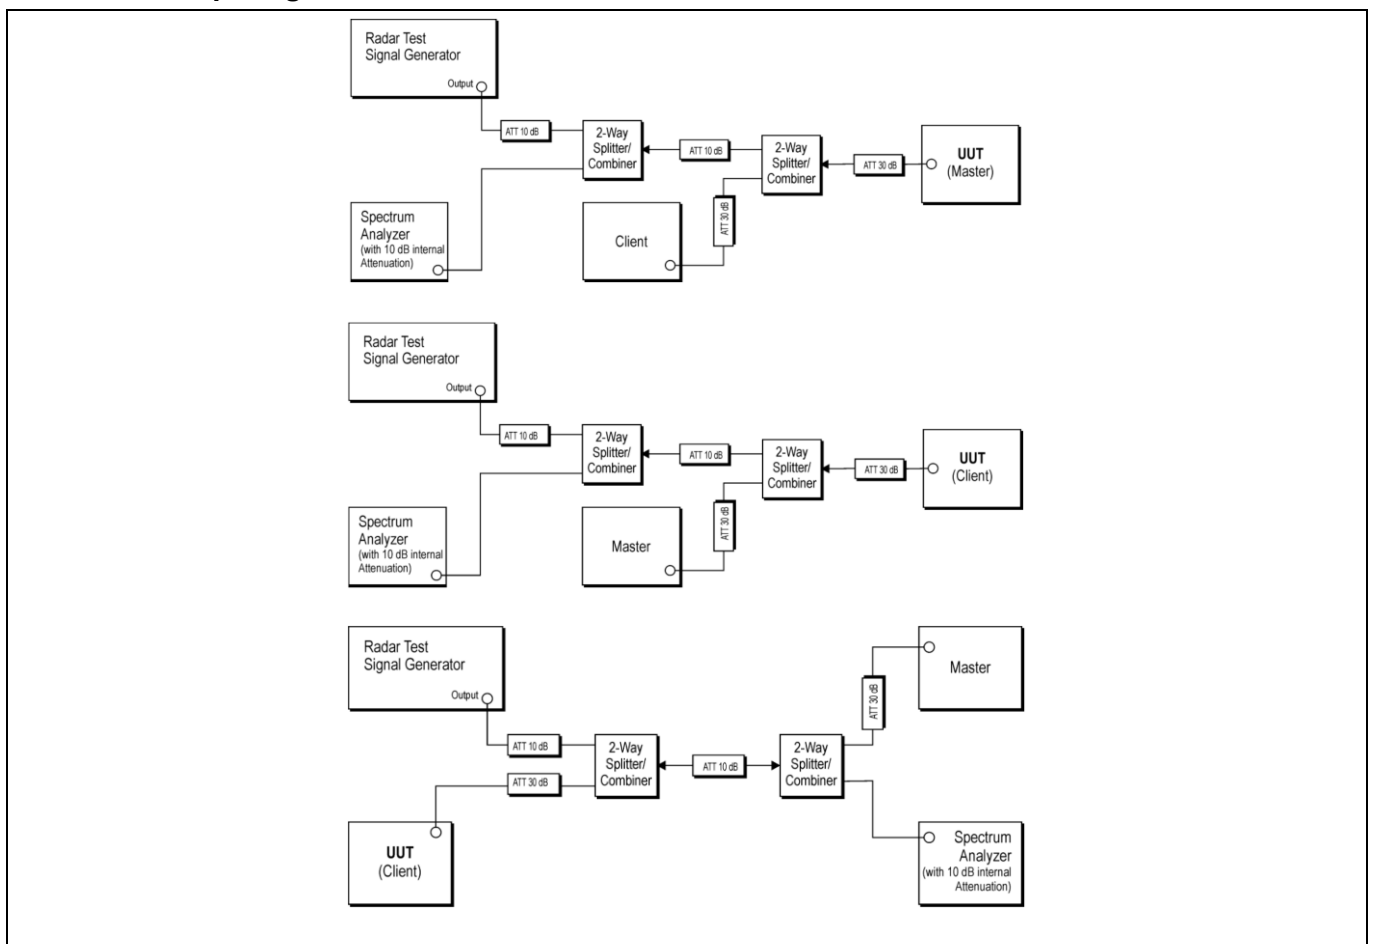 Radar Test
Signal Generator
Output
ATT 10 dB
2-Way
Splitter/
Combiner
ATT 10 dB
2-Way
Splitter/
Combiner
ATT 30 dB
UUT
(Master)
Spectrum
Analyzer
(with 10 dB internal
Attenuation)
Client
ATT 30 dB
Radar Test
Signal Generator
Output
ATT 10 dB
2-Way
Splitter/
Combiner
ATT 10 dB
2-Way
Splitter/
Combiner
ATT 30 dB
UUT
(Client)
Spectrum
Analyzer
(with 10 dB internal
Attenuation)
Master
ATT 30 dB
Radar Test
Signal Generator
Output
ATT 10 dB
ATT 30 dB
2-Way
Splitter/
Combiner
ATT 10 dB
2-Way
Splitter/
Combiner
ATT 30 dB
Master
UUT
(Client)
Spectrum
Analyzer
(with 10 dB internal
Attenuation)